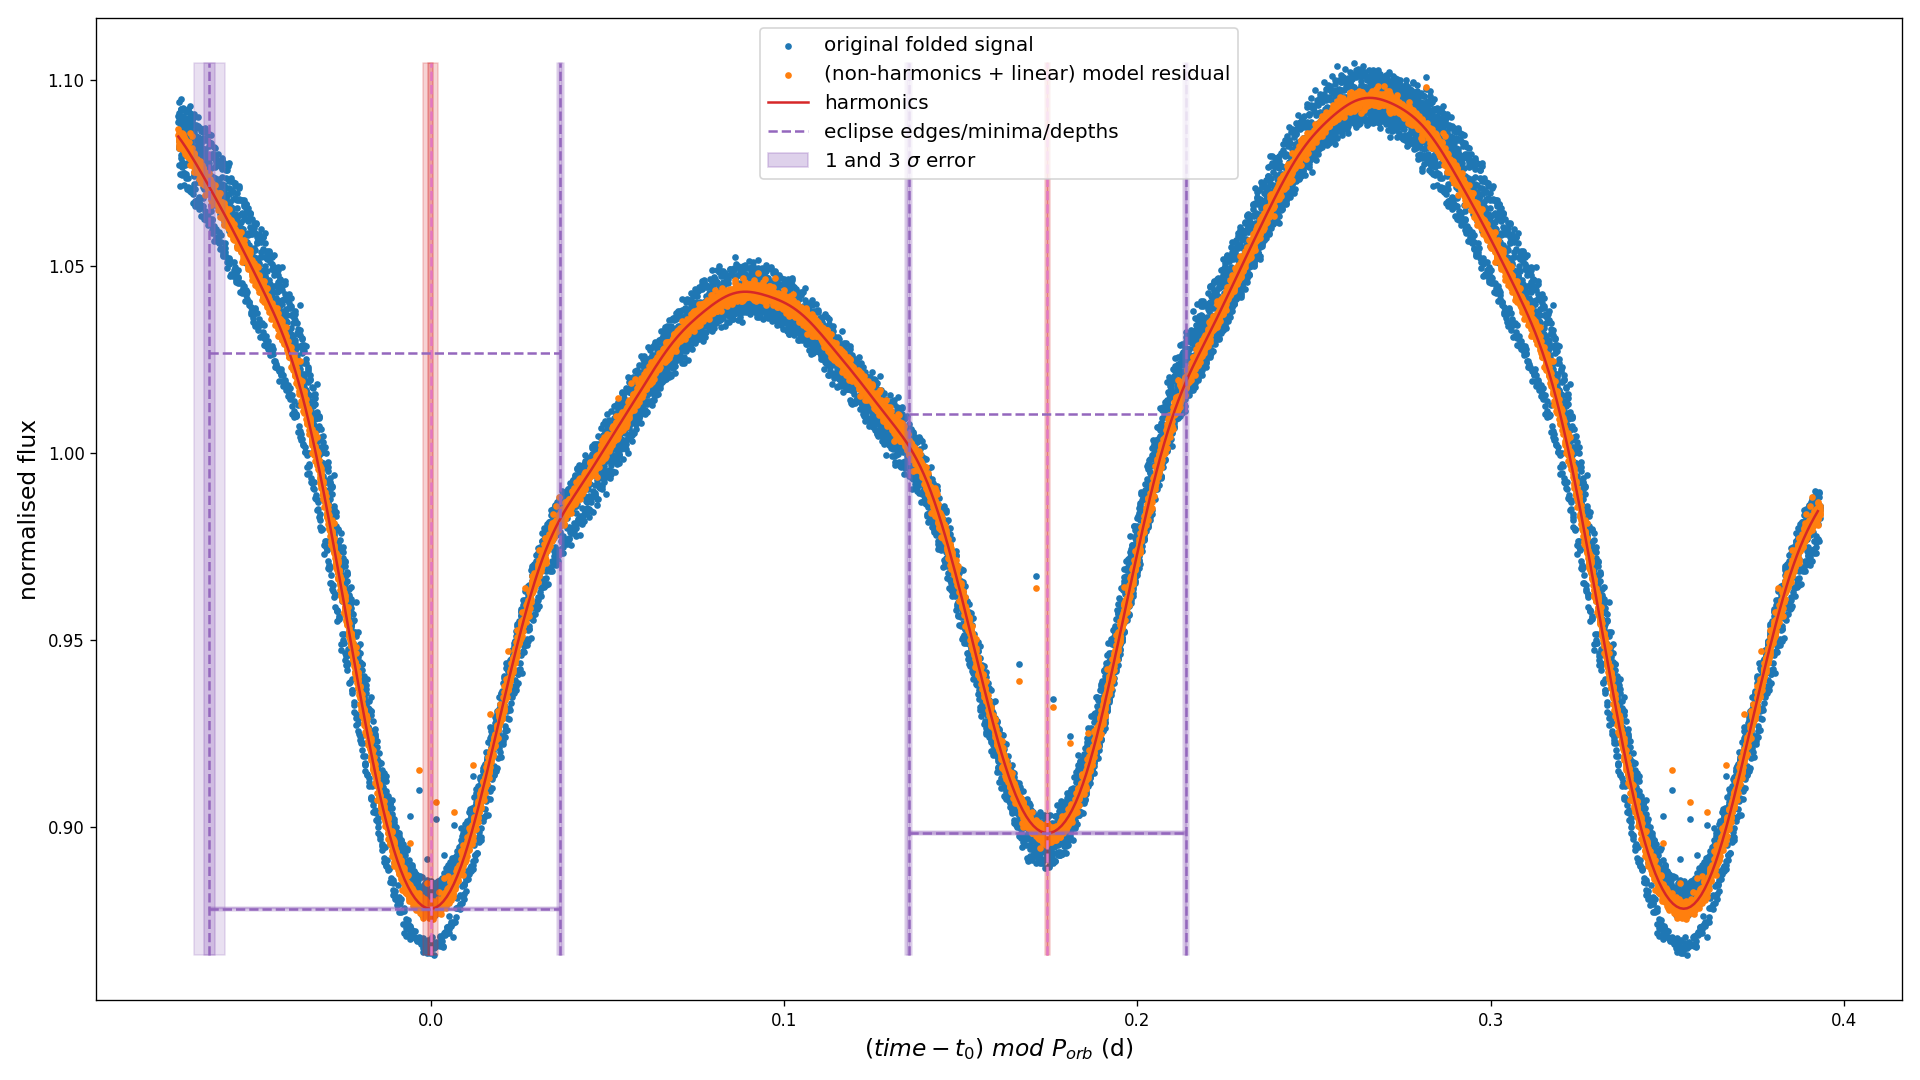 original folded signal
(non-harmonics + linear) model residual
harmonics
eclipse edges/minima/depths
1 and 3 σ error
1.10
1.05
1.00
0.95
0.90
normalised flux
0.0 0.1 0.2 0.3 0.4
(time − t₀) mod P_orb (d)